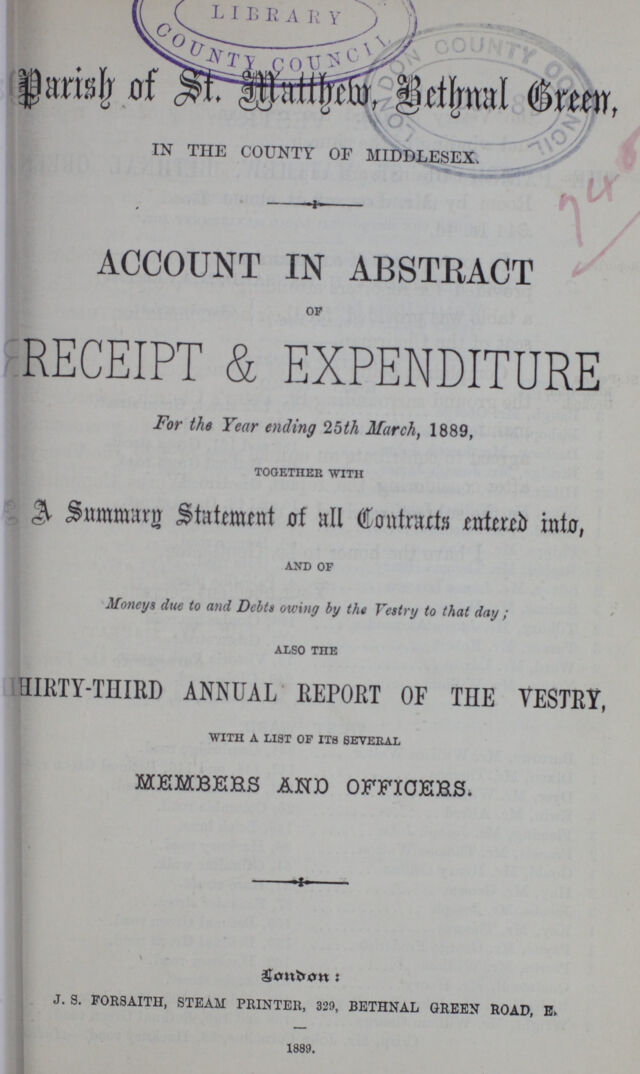 LIBRARY
COUNTY COUNCIL
LONDON COUNTY COUNCIL
Parish of St. Matthew, Bethnal Green,
IN THE COUNTY OF MIDDLESEX.
ACCOUNT IN ABSTRACT
OF
RECEIPT & EXPENDITURE
For the Year ending 25th March, 1889,
TOGETHER WITH
A Summary Statement of all Contracts entered into,
AND OF
Moneys due to and Debts owing by the Vestry to that day;
ALSO THE
HIRTY-THIRD ANNUAL REPORT OF THE VESTRY,
WITH A LIST OF ITS SEVERAL
MEMBERS AND OFFICERS.
London:
J. S. FORSAITH, STEAM PRINTER, 329, BETHNAL GREEN ROAD, E.
1889.